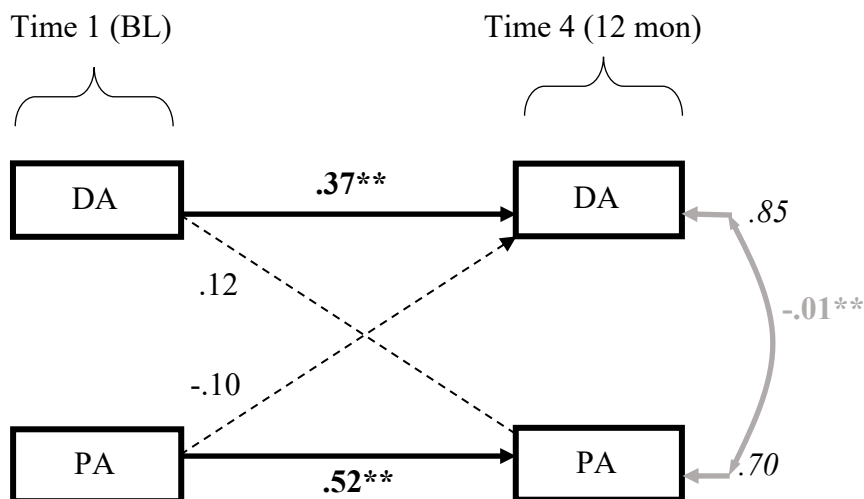 Time 1 (BL)
Time 4 (12 mon)
DA
.37**
DA
.85
.12
-.01**
-.10
PA
.52**
PA
.70